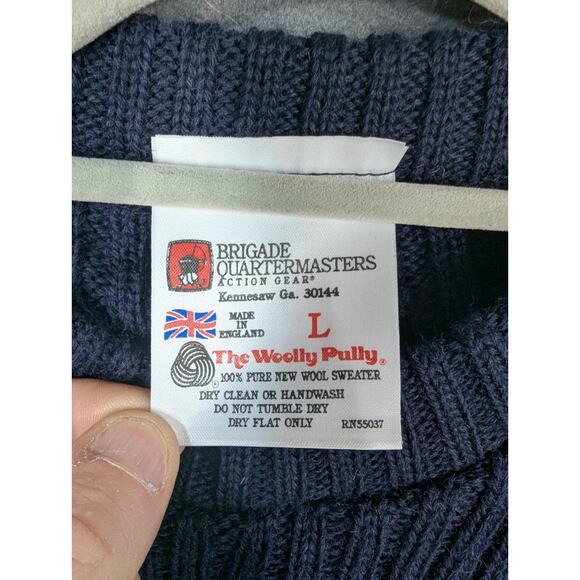 BRIGADE
QUARTERMASTERS
ACTION GEAR®
Kennesaw Ga. 30144
MADE
IN
ENGLAND
L
The Woolly Pully®
® 100% PURE NEW WOOL SWEATER
DRY CLEAN OR HANDWASH
DO NOT TUMBLE DRY
DRY FLAT ONLY
RN55037